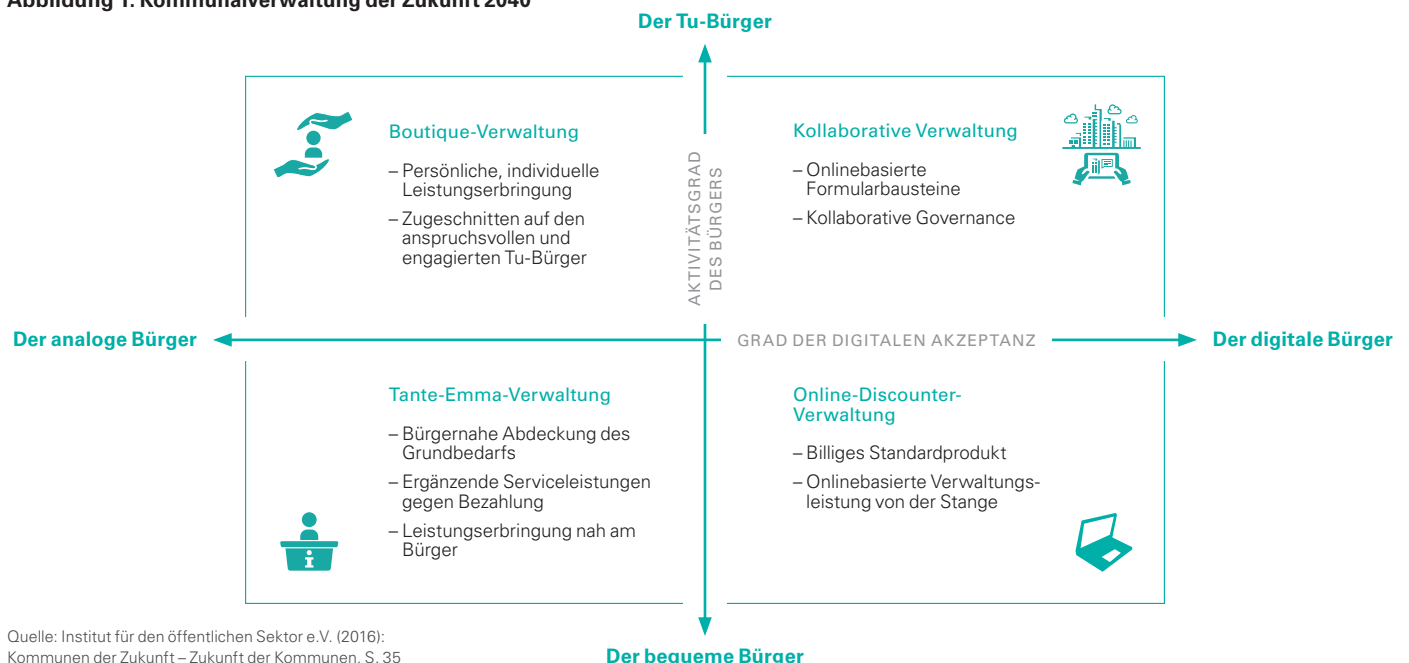 Abbildung 1: Kommunalverwaltung der Zukunft 2040
Der Tu-Bürger
Boutique-Verwaltung
– Persönliche, individuelle
Leistungserbringung
– Zugeschnitten auf den
anspruchsvollen und
engagierten Tu-Bürger
AKTIVITÄTSGRAD
DES BÜRGERS
Kollaborative Verwaltung
– Onlinebasierte
Formularbausteine
– Kollaborative Governance
Der analoge Bürger
GRAD DER DIGITALEN AKZEPTANZ
Der digitale Bürger
Tante-Emma-Verwaltung
– Bürgernahe Abdeckung des
Grundbedarfs
– Ergänzende Serviceleistungen
gegen Bezahlung
– Leistungserbringung nah am
Bürger
i
Online-Discounter-
Verwaltung
– Billiges Standardprodukt
– Onlinebasierte Verwaltungs-
leistung von der Stange
Quelle: Institut für den öffentlichen Sektor e.V. (2016):
Kommunen der Zukunft – Zukunft der Kommunen, S. 35
Der bequeme Bürger